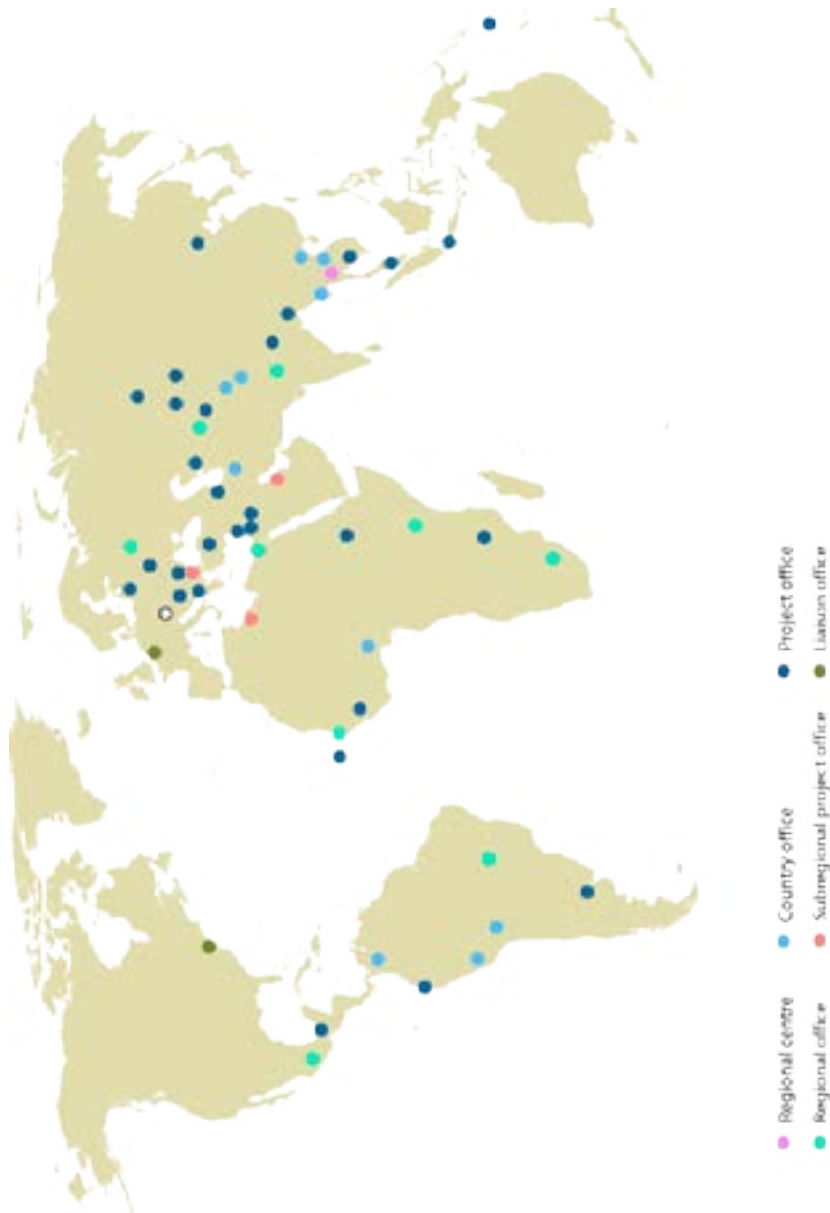 Regional centre
Country office
Project office
Regional office
Subregional project office
Liaison office